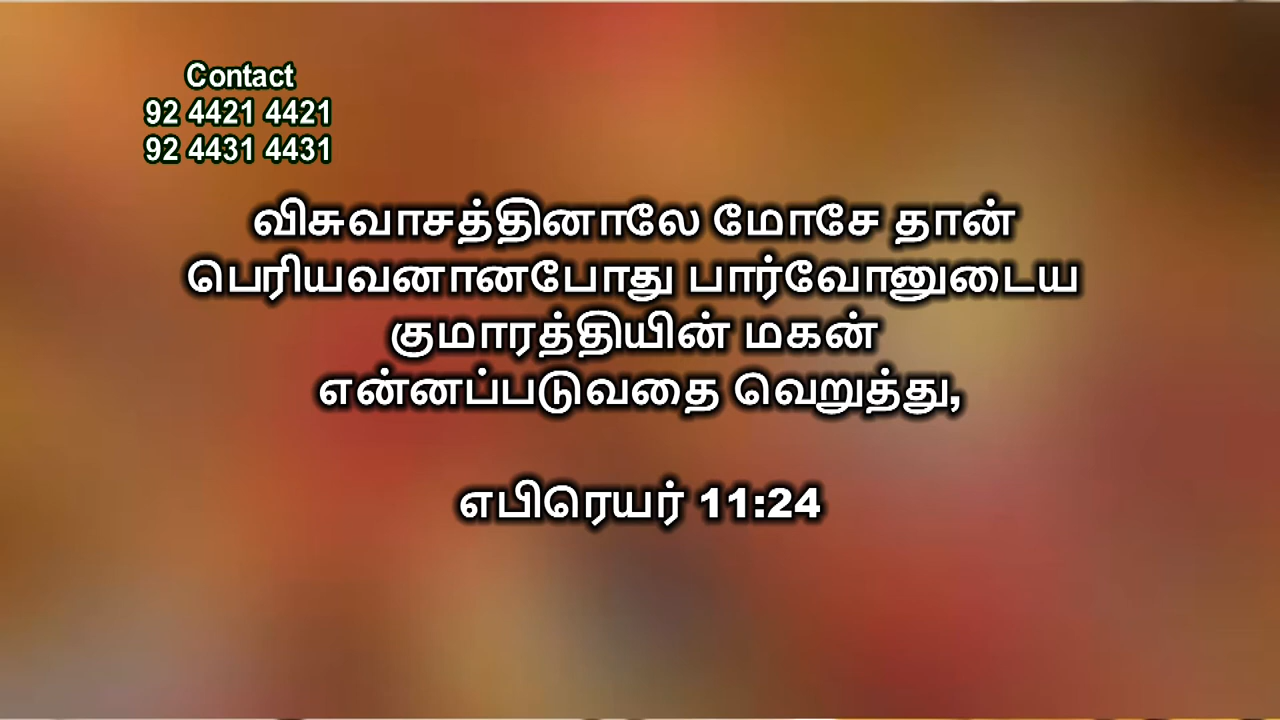 Contact
92 4421 4421
92 4431 4431
விசுவாசத்தினாலே மோசே தான்
பெரியவனானபோது பார்வோனுடைய
குமாரத்தியின் மகன்
என்னப்படுவதை வெறுத்து,
எபிரெயர் 11:24